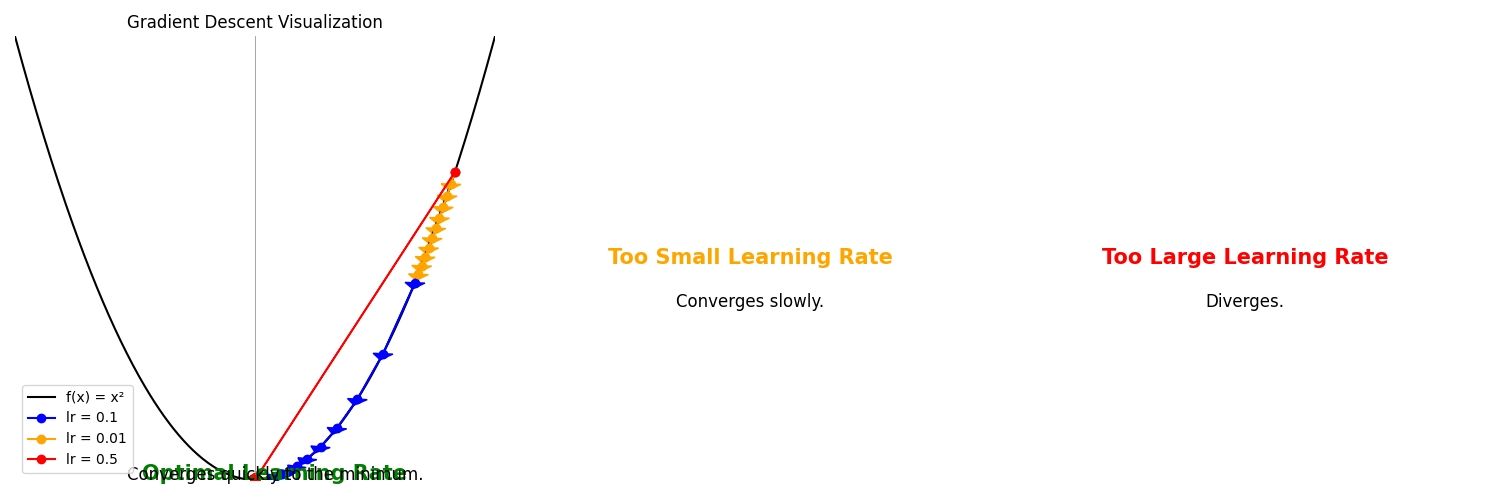 Gradient Descent Visualization
f(x) = x²
lr = 0.1
lr = 0.01
lr = 0.5
Optimal Learning Rate
Converges quickly to the minimum.
Too Small Learning Rate
Converges slowly.
Too Large Learning Rate
Diverges.